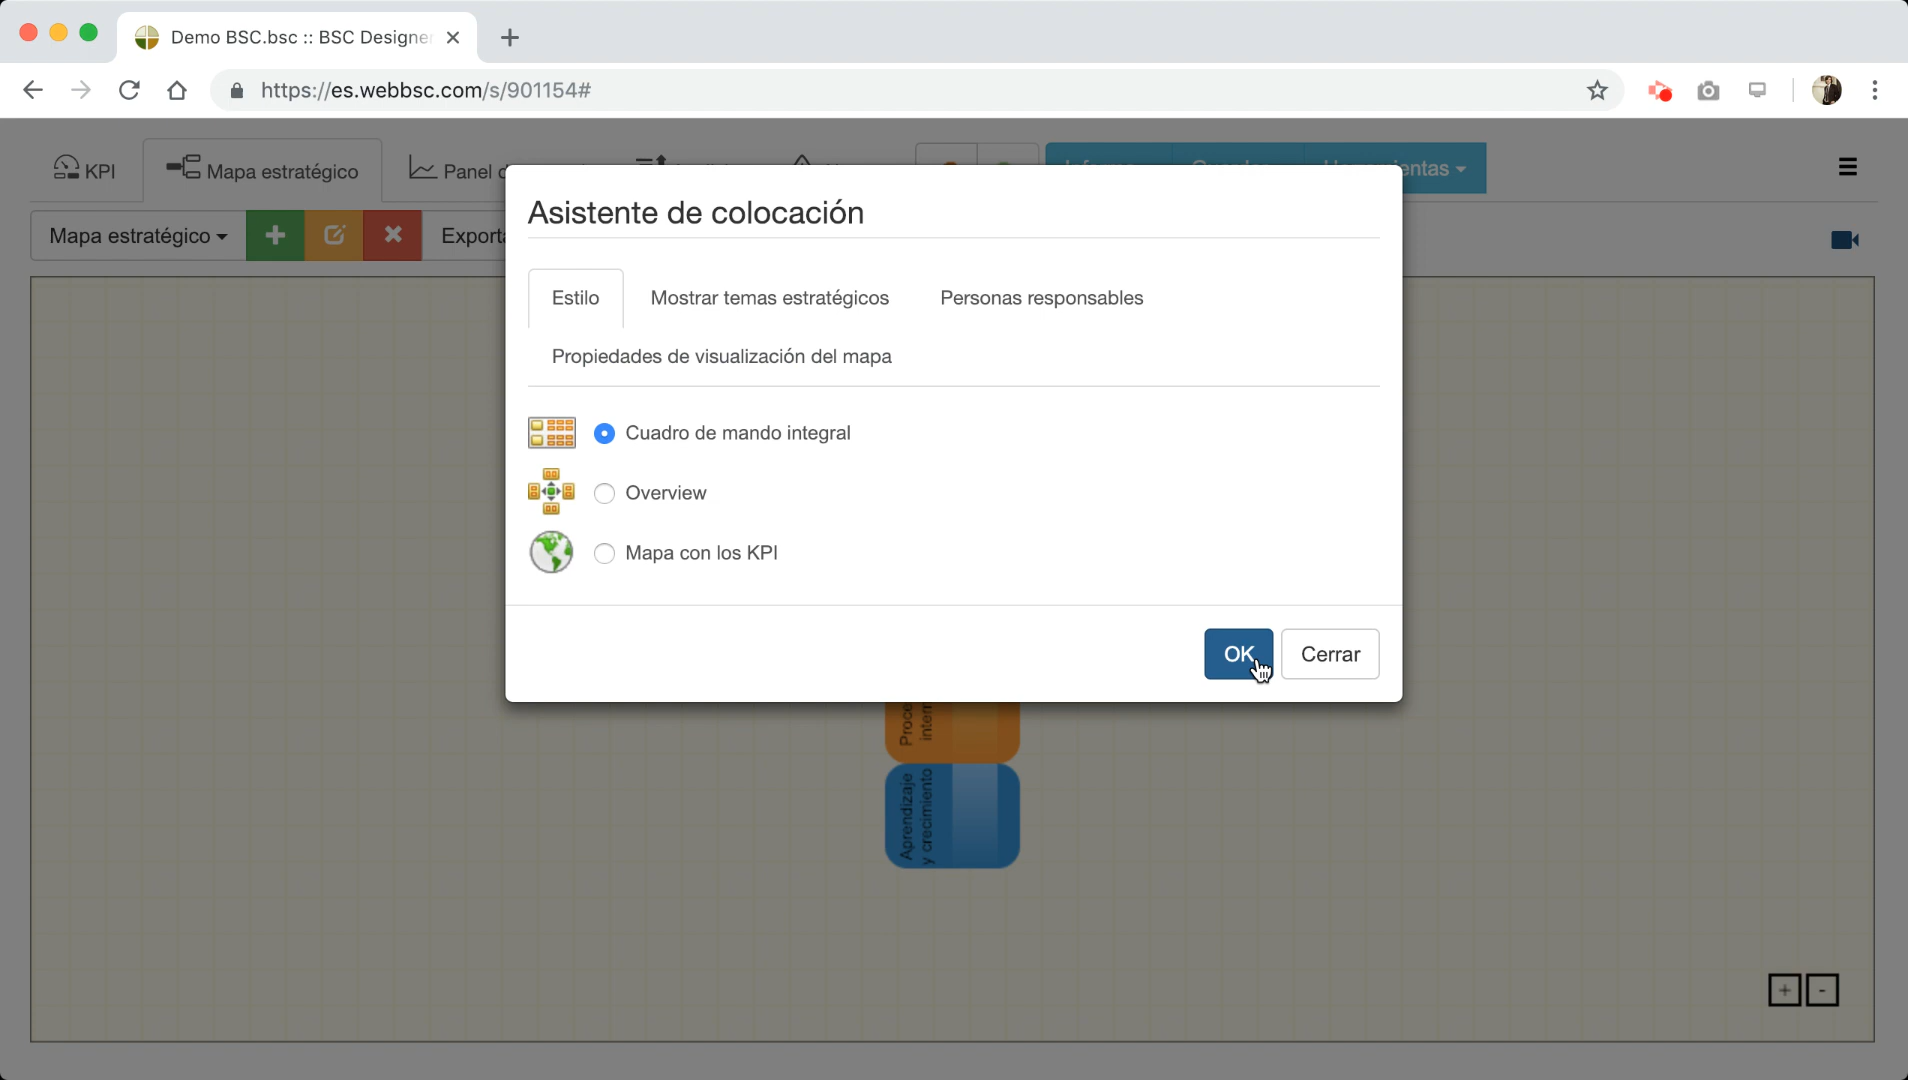 Demo BSC.bsc :: BSC Designer
https://es.webbsc.com/s/901154#
KPI
Mapa estratégico
Panel
Mapa estratégico
Asistente de colocación
Estilo
Mostrar temas estratégicos
Personas responsables
Propiedades de visualización del mapa
Cuadro de mando integral
Overview
Mapa con los KPI
OK
Cerrar
Aprendizaje
y crecimiento
+ -